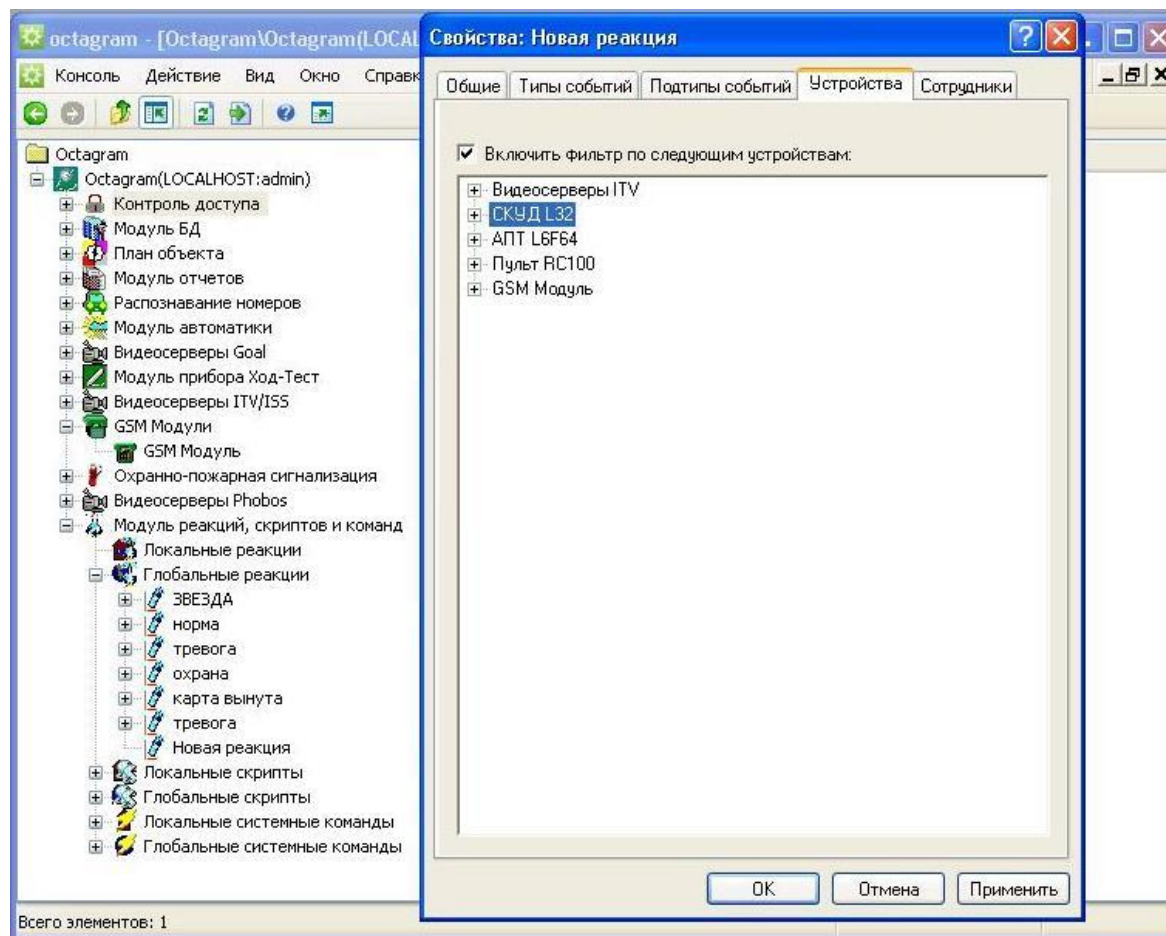 octagram - [Octagram\Octagram(LOCAL
Консоль Действие Вид Окно Справк
Octagram
Octagram(LOCALHOST:admin)
Контроль доступа
Модуль БД
План объекта
Модуль отчетов
Распознавание номеров
Модуль автоматики
Видеосерверы Goal
Модуль прибора Ход-Тест
Видеосерверы ITV/ISS
GSM Модули
GSM Модуль
Охранно-пожарная сигнализация
Видеосерверы Phobos
Модуль реакций, скриптов и команд
Локальные реакции
Глобальные реакции
ЗВЕЗДА
норма
тревога
охрана
карта вынута
тревога
Новая реакция
Локальные скрипты
Глобальные скрипты
Локальные системные команды
Глобальные системные команды
Всего элементов: 1
Свойства: Новая реакция
Общие Типы событий Подтипы событий Устройства Сотрудники
Включить фильтр по следующим устройствам:
Видеосерверы ITV
СКУД L32
АПТ L6F64
Пульт RC100
GSM Модуль
OK Отмена Применить